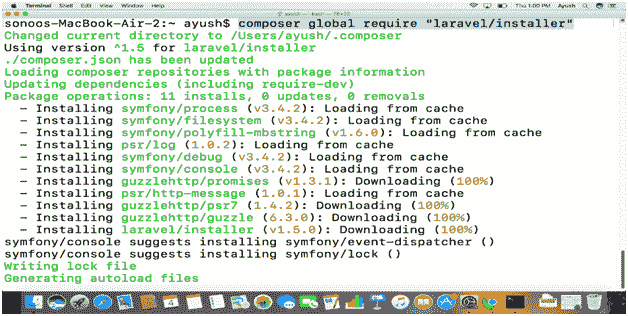 Terminal Shell Edit View Window Help Thu 1:00 PM Ayush
sonoos-MacBook-Air-2:~ ayush$ composer global require "laravel/installer"
Changed current directory to /Users/ayush/.composer
Using version ^1.5 for laravel/installer
./composer.json has been updated
Loading composer repositories with package information
Updating dependencies (including require-dev)
Package operations: 11 installs, 0 updates, 0 removals
  - Installing symfony/process (v3.4.2): Loading from cache
  - Installing symfony/filesystem (v3.4.2): Loading from cache
  - Installing symfony/polyfill-mbstring (v1.6.0): Loading from cache
  - Installing psr/log (1.0.2): Loading from cache
  - Installing symfony/debug (v3.4.2): Loading from cache
  - Installing symfony/console (v3.4.2): Loading from cache
  - Installing guzzlehttp/promises (v1.3.1): Downloading (100%)
  - Installing psr/http-message (1.0.1): Loading from cache
  - Installing guzzlehttp/psr7 (1.4.2): Downloading (100%)
  - Installing guzzlehttp/guzzle (6.3.0): Downloading (100%)
  - Installing laravel/installer (v1.5.0): Downloading (100%)
symfony/console suggests installing symfony/event-dispatcher ()
symfony/console suggests installing symfony/lock ()
Writing lock file
Generating autoload files